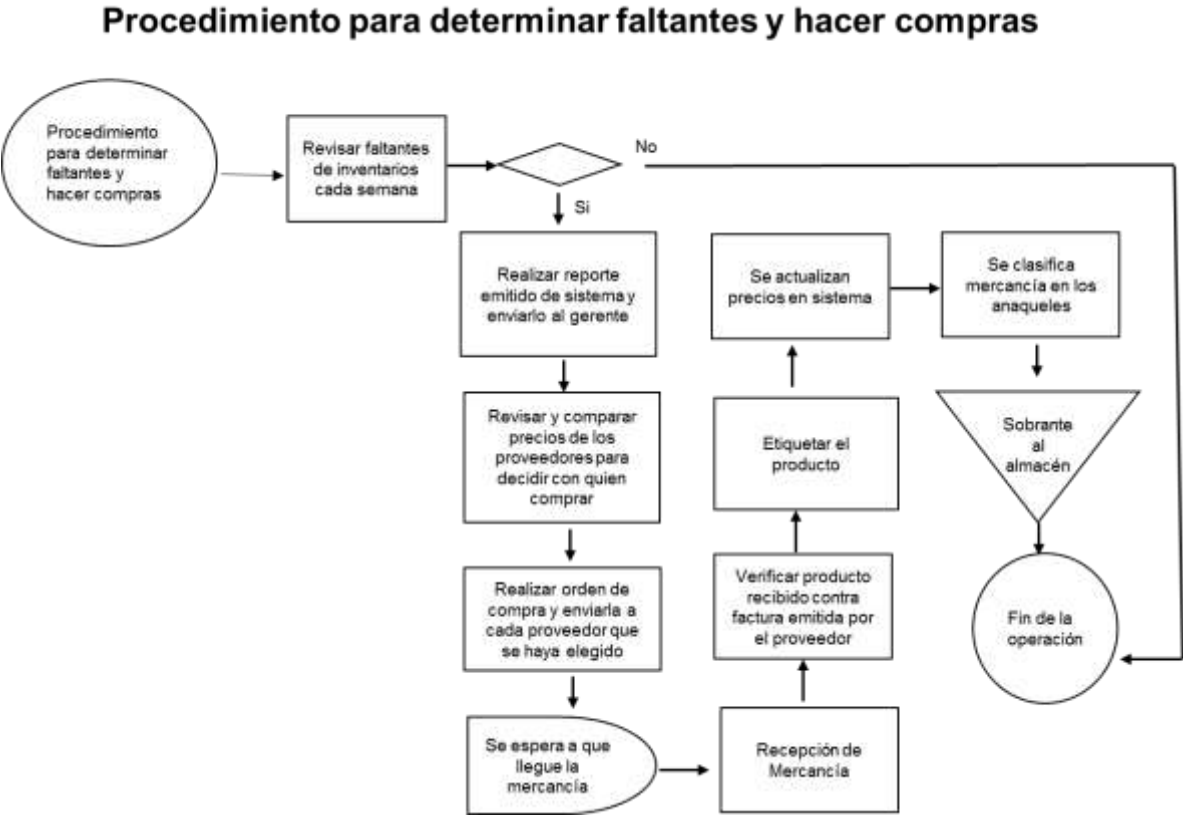 Procedimiento para determinar faltantes y hacer compras
Procedimiento
para determinar
faltantes y
hacer compras
Revisar faltantes
de inventarios
cada semana
No
Si
Realizar reporte
emitido de sistema y
enviarlo al gerente
Revisar y comparar
precios de los
proveedores para
decidir con quien
comprar
Realizar orden de
compra y enviarla a
cada proveedor que
se haya elegido
Se espera a que
llegue la
mercancía
Recepción de
Mercancía
Verificar producto
recibido contra
factura emitida por
el proveedor
Etiquetar el
producto
Se actualizan
precios en sistema
Se clasifica
mercancía en los
anaqueles
Sobrante
al
almacén
Fin de la
operación